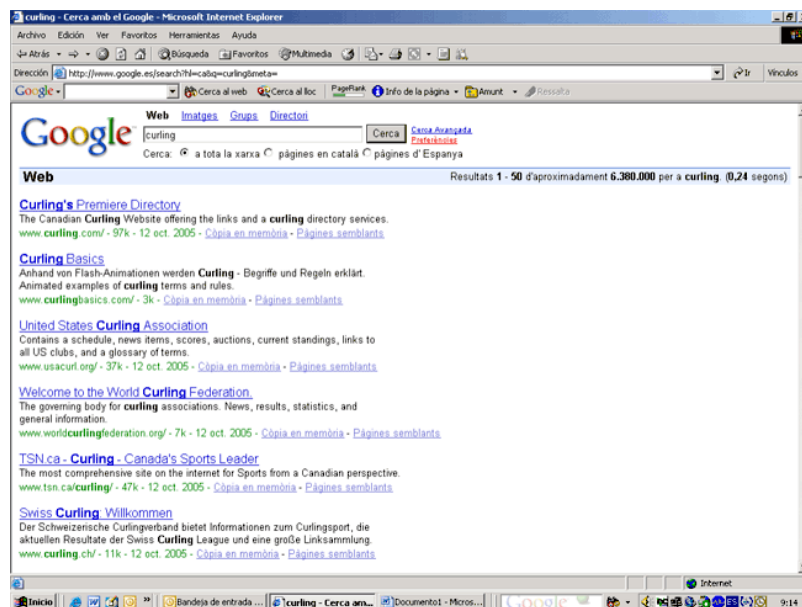 curling - Cerca amb el Google - Microsoft Internet Explorer
Archivo Edición Ver Favoritos Herramientas Ayuda
Atrás Búsqueda Favoritos Multimedia
Dirección http://www.google.es/search?hl=ca&q=curling&meta= Ir Vínculos
Google Cerca al web Cerca al lloc PageRank Info de la página Amunt Ressalta
Web Imatges Grups Directori
Google curling Cerca Cerca Avançada
Preferències
Cerca: a tota la xarxa pàgines en català pàgines d'Espanya
Web Resultats 1 - 50 d'aproximadament 6.380.000 per a curling. (0,24 segons)
Curling's Premiere Directory
The Canadian Curling Website offering the links and a curling directory services.
www.curling.com/ - 97k - 12 oct. 2005 - Còpia en memòria - Pàgines semblants
Curling Basics
Anhand von Flash-Animationen werden Curling - Begriffe und Regeln erklärt.
Animated examples of curling terms and rules.
www.curlingbasics.com/ - 3k - Còpia en memòria - Pàgines semblants
United States Curling Association
Contains a schedule, news items, scores, auctions, current standings, links to
all US clubs, and a glossary of terms.
www.usacurl.org/ - 37k - 12 oct. 2005 - Còpia en memòria - Pàgines semblants
Welcome to the World Curling Federation.
The governing body for curling associations. News, results, statistics, and
general information.
www.worldcurlingfederation.org/ - 7k - 12 oct. 2005 - Còpia en memòria - Pàgines semblants
TSN.ca - Curling - Canada's Sports Leader
The most comprehensive site on the internet for Sports from a Canadian perspective.
www.tsn.ca/curling/ - 47k - 12 oct. 2005 - Còpia en memòria - Pàgines semblants
Swiss Curling: Willkommen
Der Schweizerische Curlingverband bietet Informationen zum Curlingsport, die
aktuellen Resultate der Swiss Curling League und eine große Linksammlung.
www.curling.ch/ - 11k - 12 oct. 2005 - Còpia en memòria - Pàgines semblants
Internet
Inicio » Bandeja de entrada ... curling - Cerca am... Documento1 - Micros... Google ES 9:14